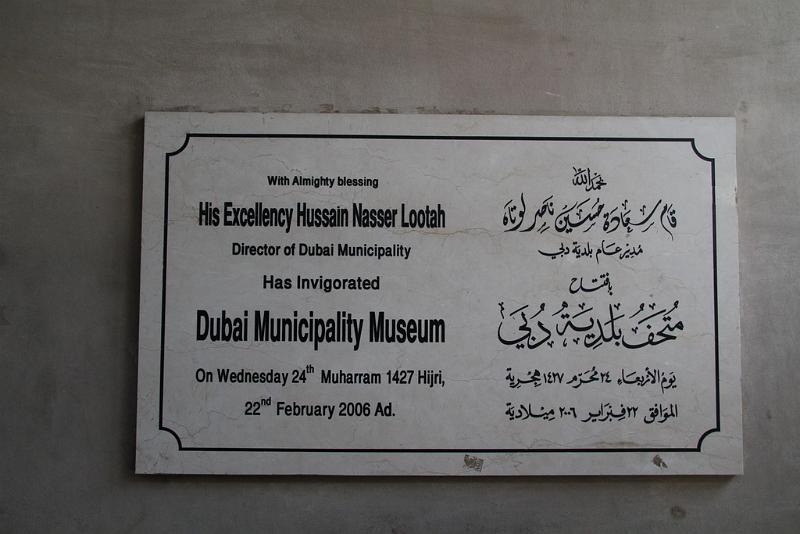 With Almighty blessing
His Excellency Hussain Nasser Lootah
Director of Dubai Municipality
Has Invigorated
Dubai Municipality Museum
On Wednesday 24th Muharram 1427 Hijri,
22nd February 2006 Ad.
بحمد الله
قام سعادة حسين ناصر لوتاه
مدير عام بلدية دبي
بافتتاح
متحف بلدية دبي
يوم الأربعاء ٢٤ محرم ١٤٢٧ هجرية
الموافق ٢٢ فبراير ٢٠٠٦ ميلادية